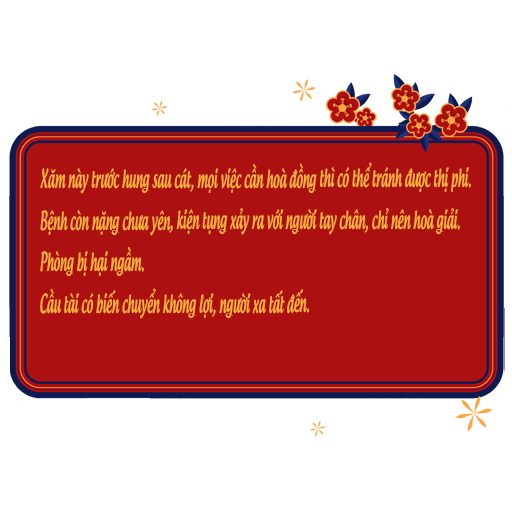 Xăm này trước hung sau cát, mọi việc cần hoà đồng thì có thể tránh được thị phi.
Bệnh còn nặng chưa yên, kiện tụng xảy ra với người tay chân, chỉ nên hoà giải.
Phòng bị hại ngầm.
Cầu tài có biến chuyển không lợi, người xa tất đến.